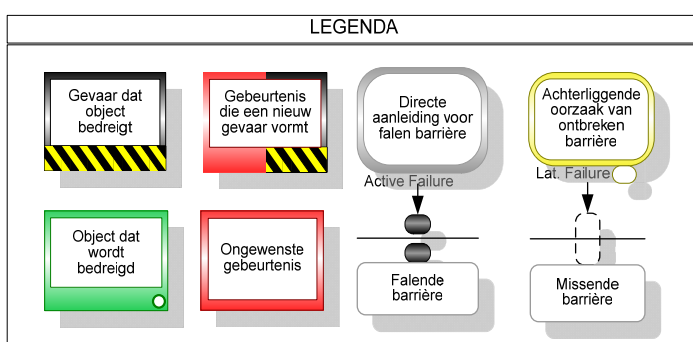 LEGENDA
Gevaar dat
object
bedreigt
Gebeurtenis
die een nieuw
gevaar vormt
Directe
aanleiding voor
falen barrière
Achterliggende
oorzaak van
ontbreken
barrière
Active Failure
Lat. Failure
Object dat
wordt
bedreigd
Ongewenste
gebeurtenis
Falende
barrière
Missende
barrière